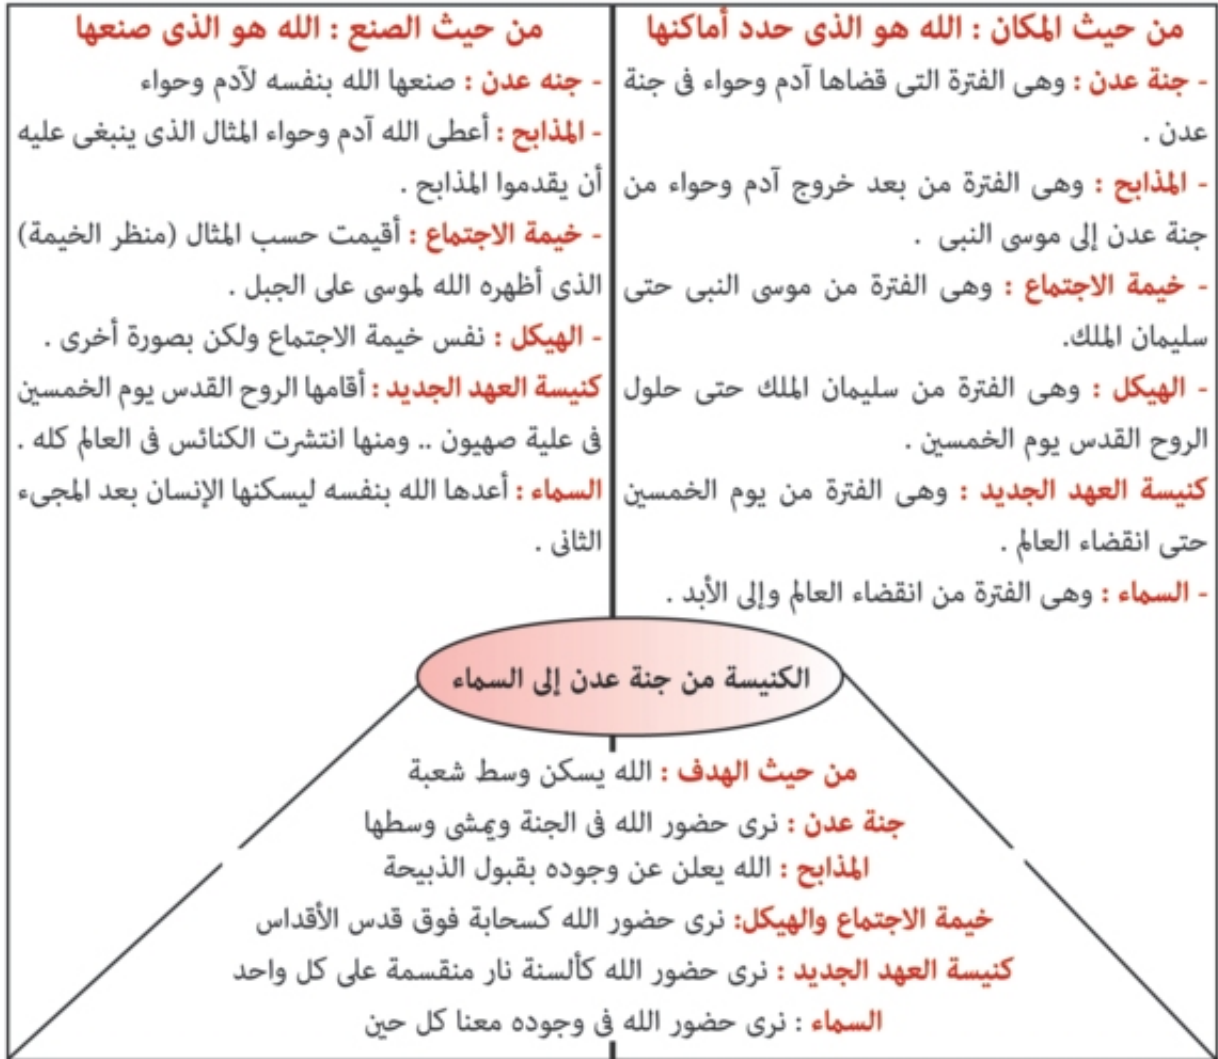 من حيث المكان : الله هو الذى حدد أماكنها
- جنة عدن : وهى الفترة التى قضاها آدم وحواء فى جنة
عدن .
- المذابح : وهى الفترة من بعد خروج آدم وحواء من
جنة عدن إلى موسى النبى .
- خيمة الاجتماع : وهى الفترة من موسى النبى حتى
سليمان الملك.
- الهيكل : وهى الفترة من سليمان الملك حتى حلول
الروح القدس يوم الخمسين .
كنيسة العهد الجديد : وهى الفترة من يوم الخمسين
حتى انقضاء العالم .
- السماء : وهى الفترة من انقضاء العالم وإلى الأبد .
من حيث الصنع : الله هو الذى صنعها
- جنه عدن : صنعها الله بنفسه لآدم وحواء
- المذابح : أعطى الله آدم وحواء المثال الذى ينبغى عليه
أن يقدموا المذابح .
- خيمة الاجتماع : أقيمت حسب المثال (منظر الخيمة)
الذى أظهره الله لموسى على الجبل .
- الهيكل : نفس خيمة الاجتماع ولكن بصورة أخرى .
كنيسة العهد الجديد : أقامها الروح القدس يوم الخمسين
فى علية صهيون .. ومنها انتشرت الكنائس فى العالم كله .
السماء : أعدها الله بنفسه ليسكنها الإنسان بعد المجىء
الثانى .
الكنيسة من جنة عدن إلى السماء
من حيث الهدف : الله يسكن وسط شعبة
جنة عدن : نرى حضور الله فى الجنة ويمشى وسطها
المذابح : الله يعلن عن وجوده بقبول الذبيحة
خيمة الاجتماع والهيكل: نرى حضور الله كسحابة فوق قدس الأقداس
كنيسة العهد الجديد : نرى حضور الله كألسنة نار منقسمة على كل واحد
السماء : نرى حضور الله فى وجوده معنا كل حين